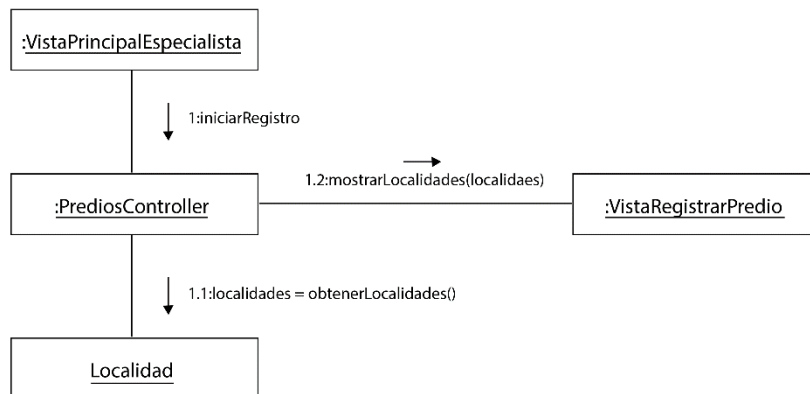 :VistaPrincipalEspecialista
1:iniciarRegistro
1.2:mostrarLocalidades(localidaes)
:PrediosController
:VistaRegistrarPredio
1.1:localidades = obtenerLocalidades()
Localidad